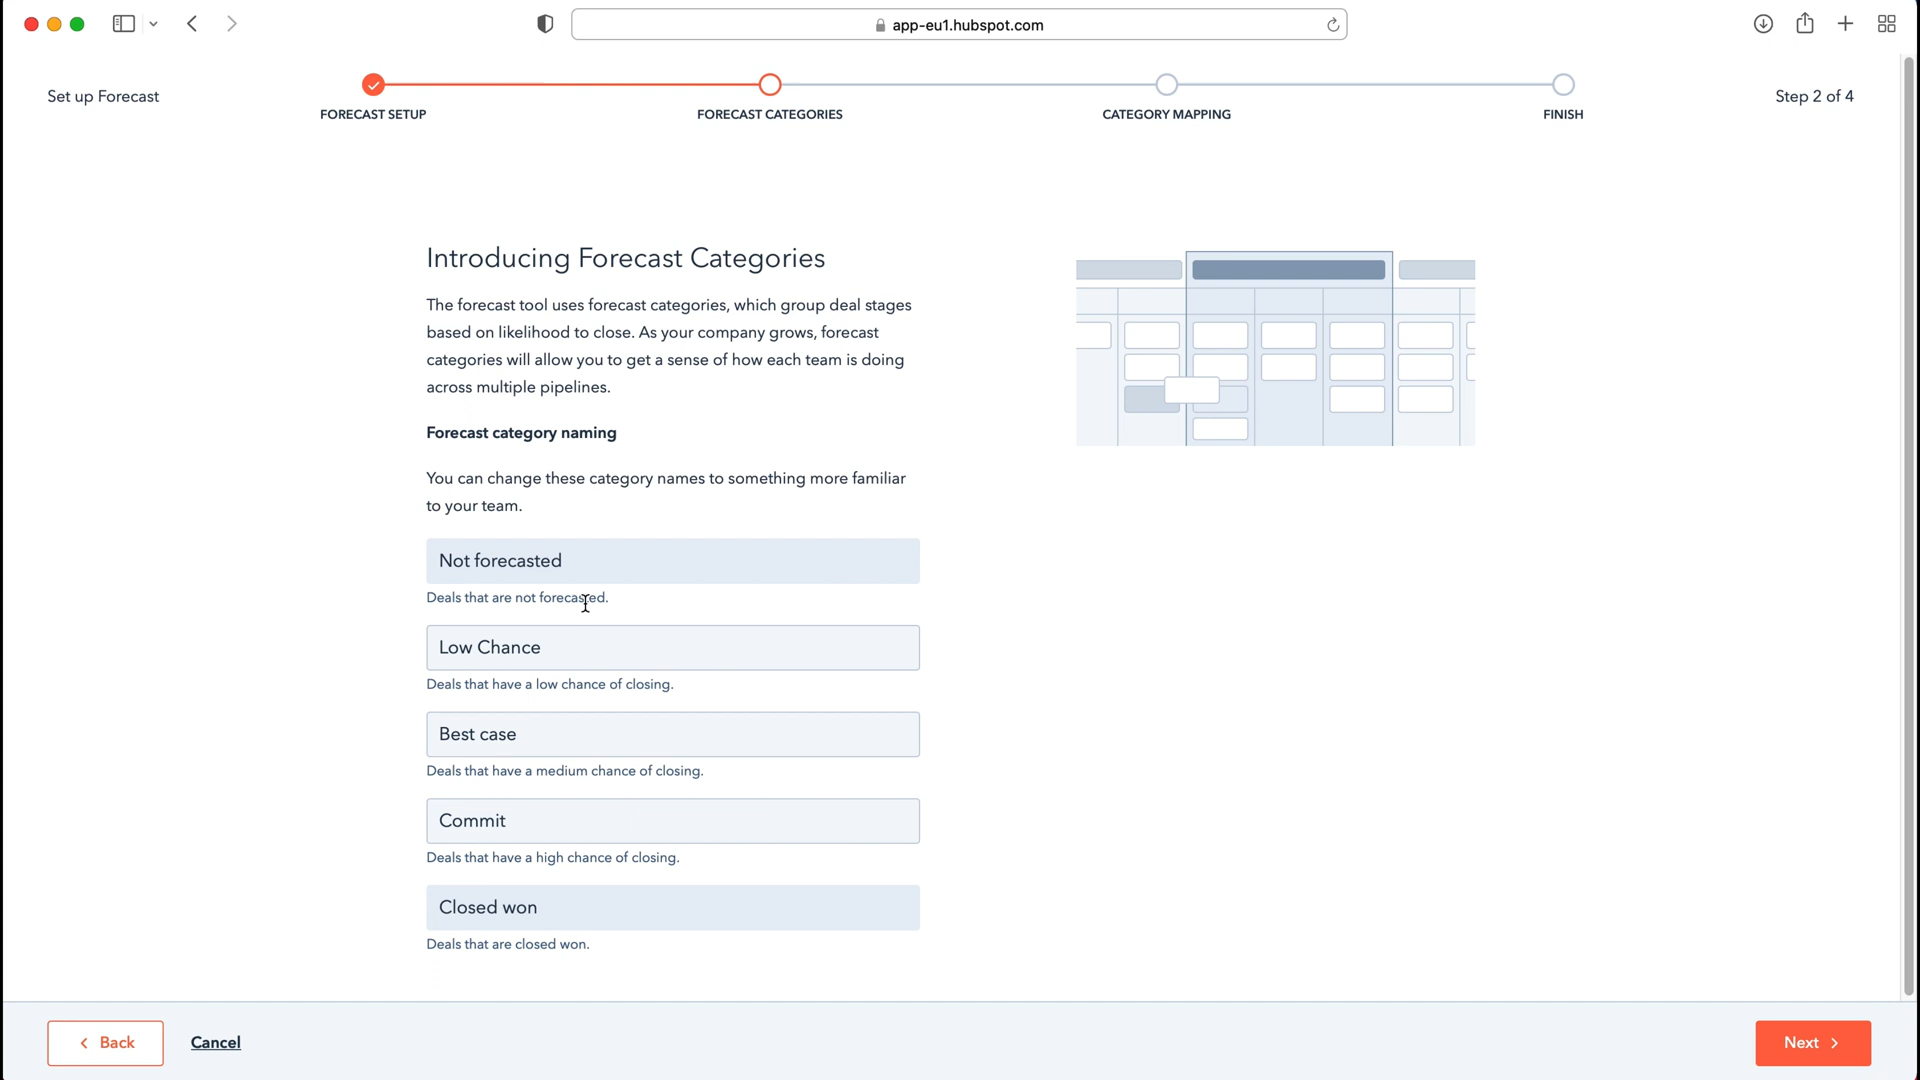 app-eu1.hubspot.com
Set up Forecast
FORECAST SETUP
FORECAST CATEGORIES
CATEGORY MAPPING
FINISH
Step 2 of 4
Introducing Forecast Categories
The forecast tool uses forecast categories, which group deal stages
based on likelihood to close. As your company grows, forecast
categories will allow you to get a sense of how each team is doing
across multiple pipelines.
Forecast category naming
You can change these category names to something more familiar
to your team.
Not forecasted
Deals that are not forecasted.
Low Chance
Deals that have a low chance of closing.
Best case
Deals that have a medium chance of closing.
Commit
Deals that have a high chance of closing.
Closed won
Deals that are closed won.
Back
Cancel
Next